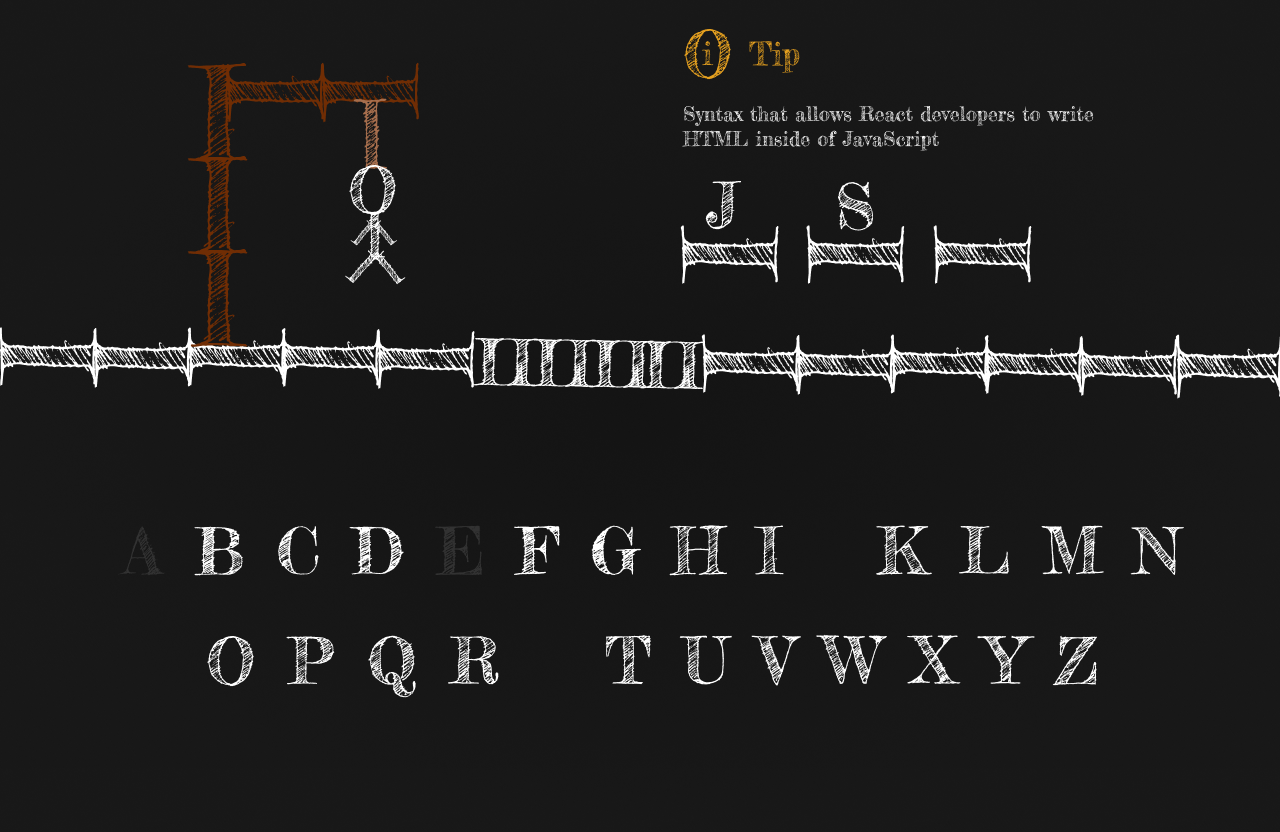 i Tip
Syntax that allows React developers to write
HTML inside of JavaScript
J S
A B C D E F G H I K L M N
O P Q R T U V W X Y Z